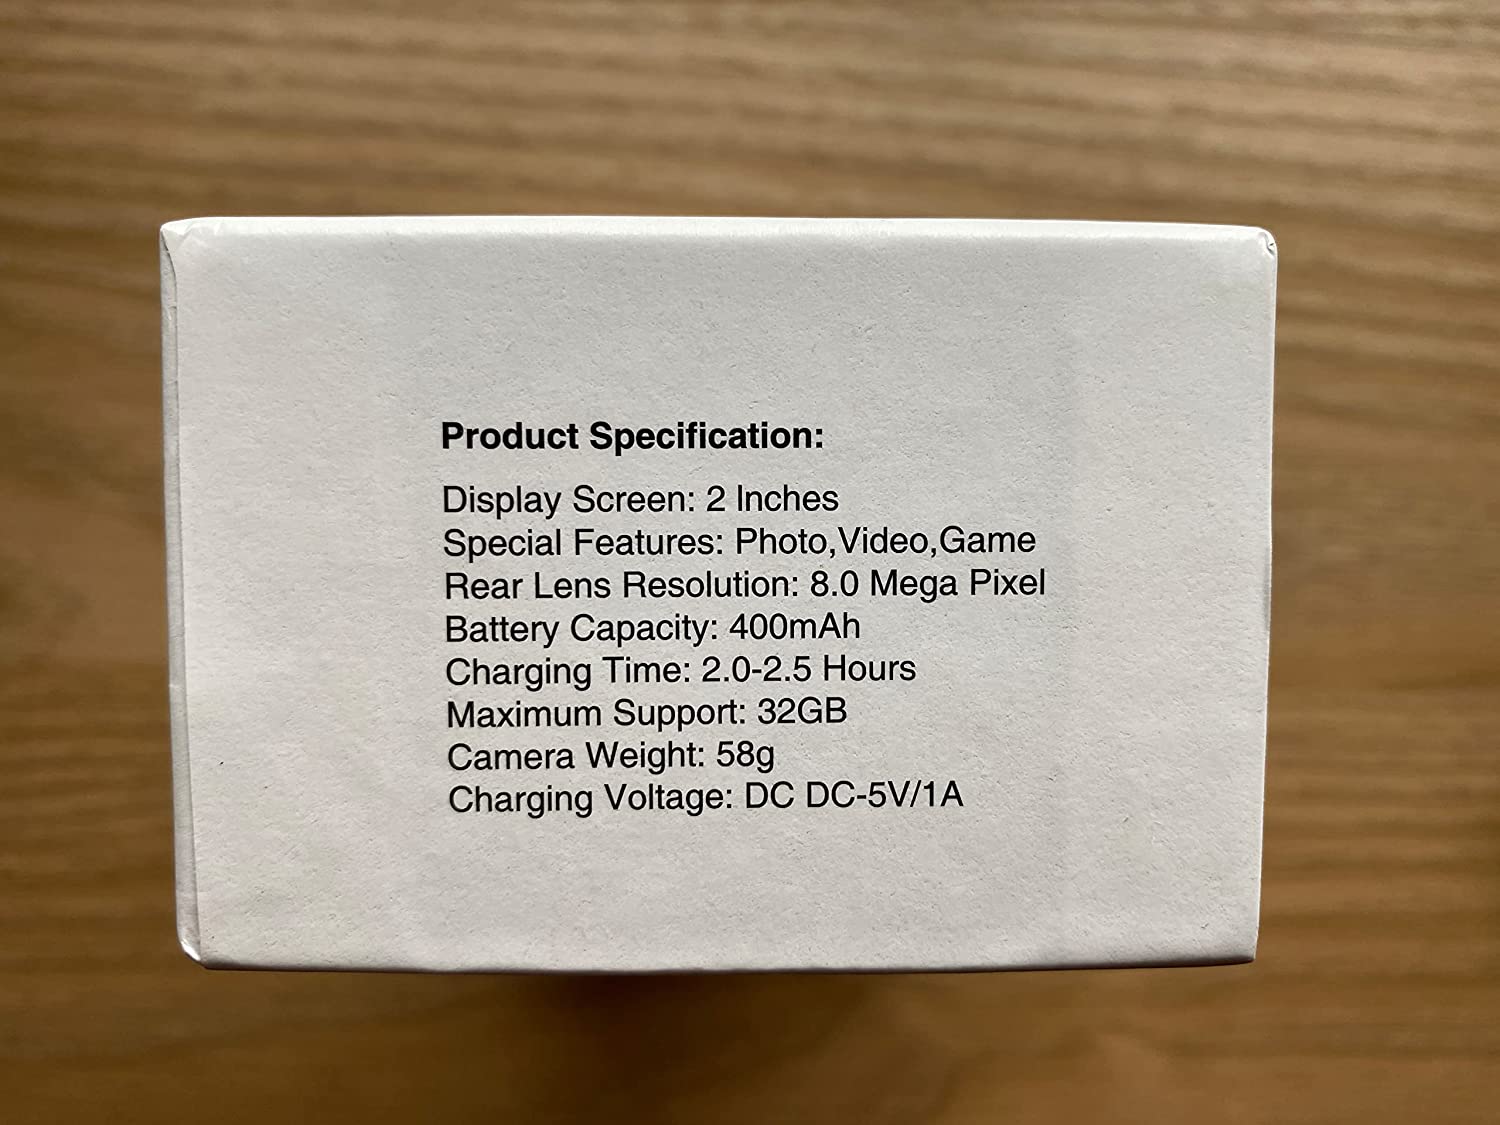 Product Specification:
Display Screen: 2 Inches
Special Features: Photo,Video,Game
Rear Lens Resolution: 8.0 Mega Pixel
Battery Capacity: 400mAh
Charging Time: 2.0-2.5 Hours
Maximum Support: 32GB
Camera Weight: 58g
Charging Voltage: DC DC-5V/1A